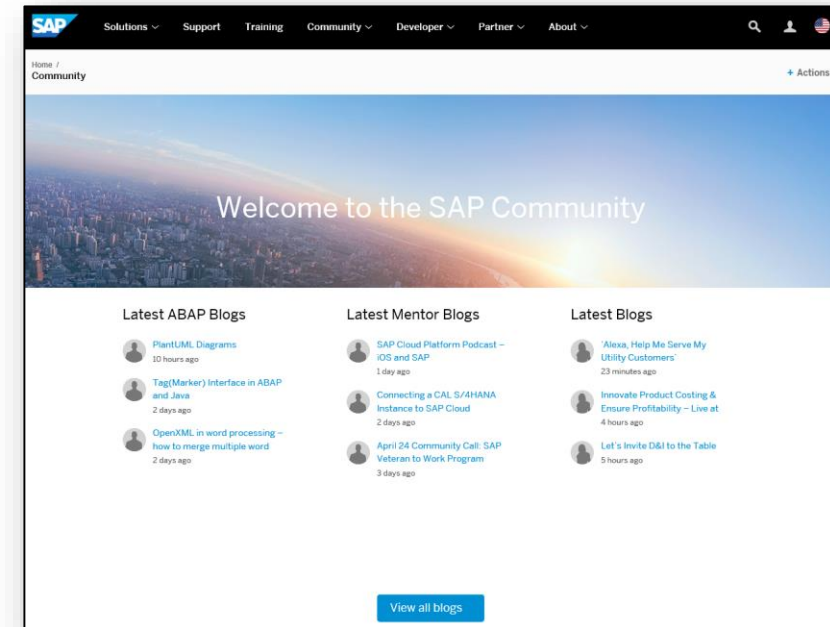 SAP Solutions Support Training Community Developer Partner About
Home /
Community
+ Actions
Welcome to the SAP Community
Latest ABAP Blogs
PlantUML Diagrams
10 hours ago
Tag(Marker) Interface in ABAP
and Java
2 days ago
OpenXML in word processing –
how to merge multiple word
2 days ago
Latest Mentor Blogs
SAP Cloud Platform Podcast –
iOS and SAP
1 day ago
Connecting a CAL S/4HANA
Instance to SAP Cloud
2 days ago
April 24 Community Call: SAP
Veteran to Work Program
3 days ago
Latest Blogs
'Alexa, Help Me Serve My
Utility Customers'
23 minutes ago
Innovate Product Costing &
Ensure Profitability – Live at
4 hours ago
Let's Invite D&I to the Table
5 hours ago
View all blogs